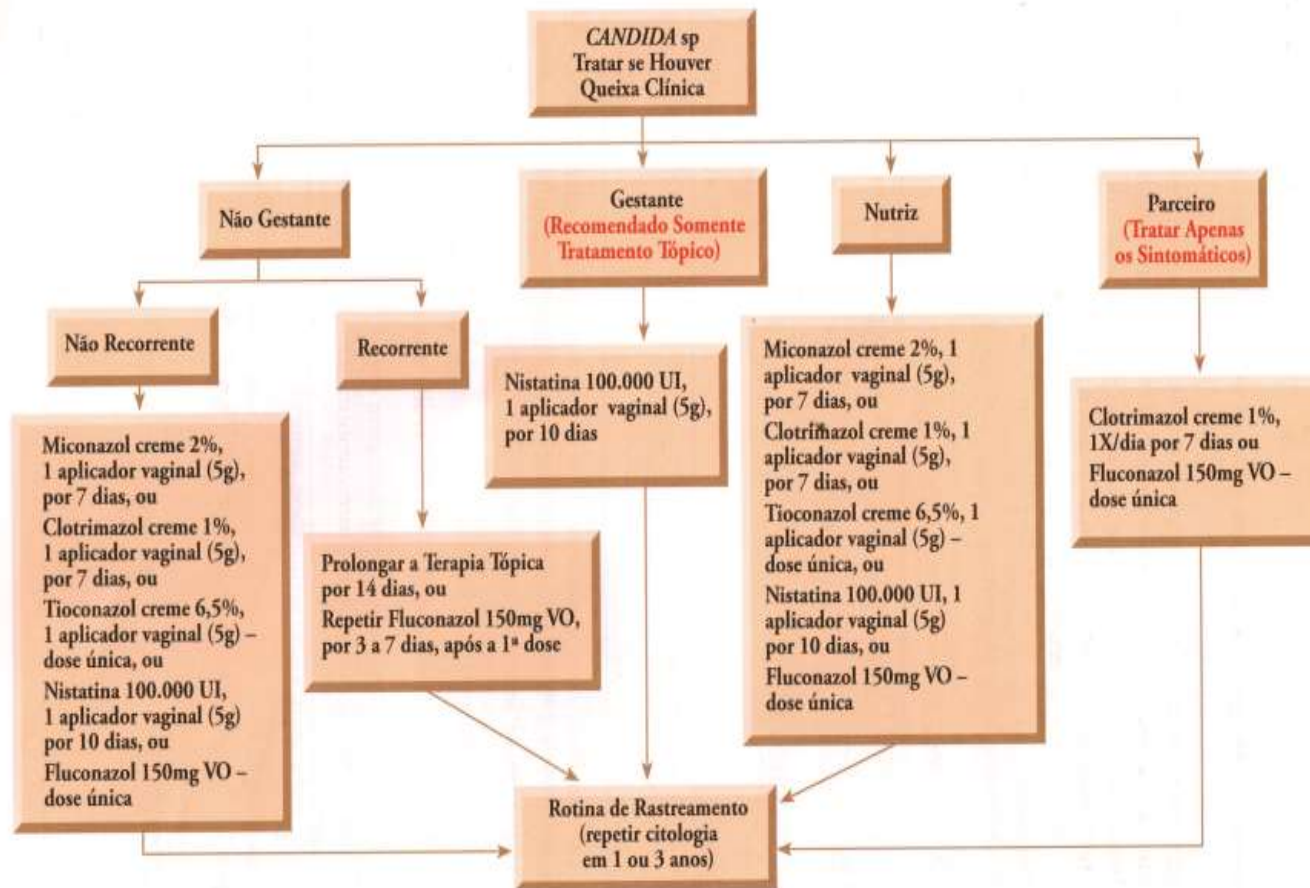 CANDIDA sp
Tratar se Houver
Queixa Clínica
Não Gestante
Gestante
(Recomendado Somente
Tratamento Tópico)
Nutriz
Parceiro
(Tratar Apenas
os Sintomáticos)
Não Recorrente
Recorrente
Miconazol creme 2%,
1 aplicador vaginal (5g),
por 7 dias, ou
Clotrimazol creme 1%,
1 aplicador vaginal (5g),
por 7 dias, ou
Tioconazol creme 6,5%,
1 aplicador vaginal (5g) –
dose única, ou
Nistatina 100.000 UI,
1 aplicador vaginal (5g)
por 10 dias, ou
Fluconazol 150mg VO –
dose única
Prolongar a Terapia Tópica
por 14 dias, ou
Repetir Fluconazol 150mg VO,
por 3 a 7 dias, após a 1ª dose
Nistatina 100.000 UI,
1 aplicador vaginal (5g),
por 10 dias
Miconazol creme 2%, 1
aplicador vaginal (5g),
por 7 dias, ou
Clotrimazol creme 1%, 1
aplicador vaginal (5g),
por 7 dias, ou
Tioconazol creme 6,5%, 1
aplicador vaginal (5g) –
dose única, ou
Nistatina 100.000 UI, 1
aplicador vaginal (5g)
por 10 dias, ou
Fluconazol 150mg VO –
dose única
Clotrimazol creme 1%,
1X/dia por 7 dias ou
Fluconazol 150mg VO –
dose única
Rotina de Rastreamento
(repetir citologia
em 1 ou 3 anos)